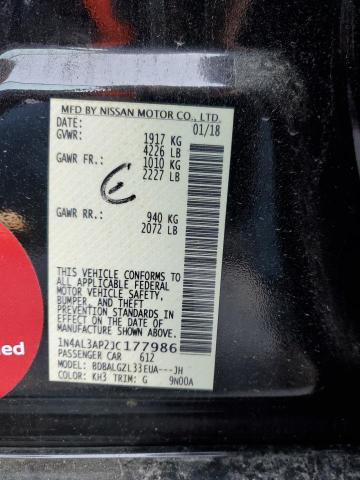 MFD BY NISSAN MOTOR CO., LTD.
DATE: 01/18
GVWR: 1917 KG
4226 LB
GAWR FR.: 1010 KG
2227 LB
GAWR RR.: 940 KG
2072 LB
THIS VEHICLE CONFORMS TO
ALL APPLICABLE FEDERAL
MOTOR VEHICLE SAFETY,
BUMPER, AND THEFT
PREVENTION STANDARDS IN
EFFECT ON THE DATE OF
MANUFACTURE SHOWN ABOVE.
1N4AL3AP2JC177986
PASSENGER CAR 612
MODEL: BDBALGZL33EUA---JH
COLOR: KH3 TRIM: G 9N00A